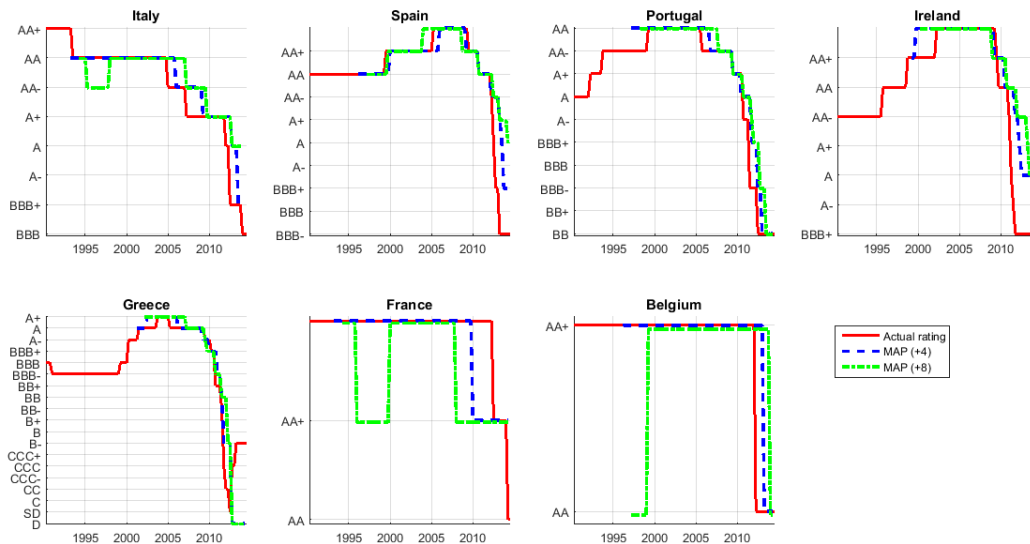 Italy
AA+
AA
AA-
A+
A
A-
BBB+
BBB
1995 2000 2005 2010
Spain
AA+
AA
AA-
A+
A
A-
BBB+
BBB
BBB-
1995 2000 2005 2010
Portugal
AA
AA-
A+
A
A-
BBB+
BBB
BBB-
BB+
BB
1995 2000 2005 2010
Ireland
AA+
AA
AA-
A+
A
A-
BBB+
1995 2000 2005 2010
Greece
A+
A
A-
BBB+
BBB
BBB-
BB+
BB
BB-
B+
B
B-
CCC+
CCC
CCC-
CC
C
SD
D
1995 2000 2005 2010
France
AA+
AA
1995 2000 2005 2010
Belgium
AA+
AA
1995 2000 2005 2010
Actual rating
MAP (+4)
MAP (+8)